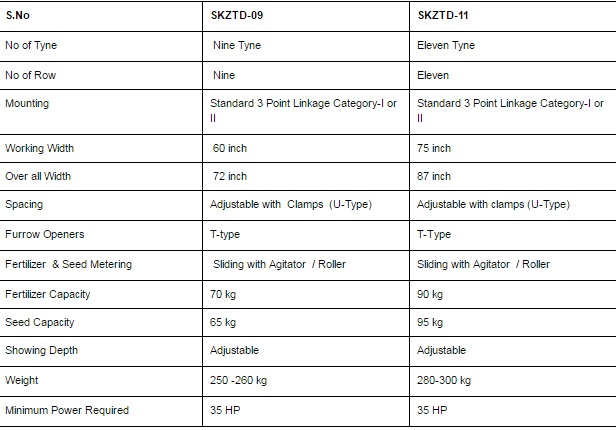 S.No SKZTD-09 SKZTD-11
No of Tyne Nine Tyne Eleven Tyne
No of Row Nine Eleven
Mounting Standard 3 Point Linkage Category-I or Standard 3 Point Linkage Category-I or
II II
Working Width 60 inch 75 inch
Over all Width 72 inch 87 inch
Spacing Adjustable with Clamps (U-Type) Adjustable with clamps (U-Type)
Furrow Openers T-type T-Type
Fertilizer & Seed Metering Sliding with Agitator / Roller Sliding with Agitator / Roller
Fertilizer Capacity 70 kg 90 kg
Seed Capacity 65 kg 95 kg
Showing Depth Adjustable Adjustable
Weight 250 -260 kg 280-300 kg
Minimum Power Required 35 HP 35 HP